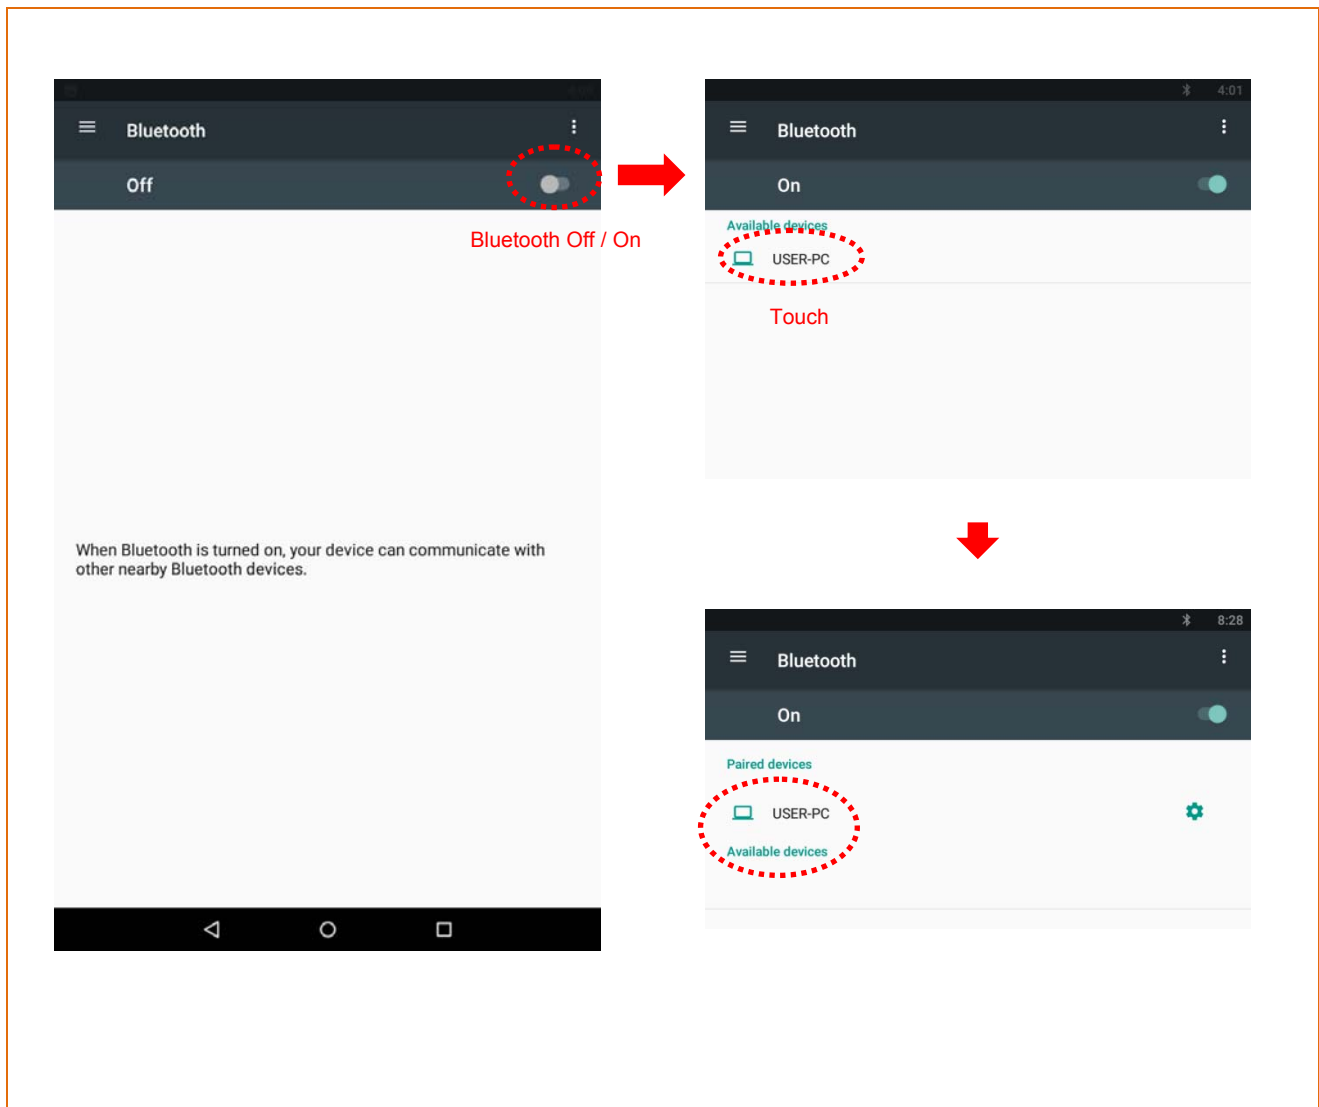 Bluetooth
Off
Bluetooth Off / On
When Bluetooth is turned on, your device can communicate with
other nearby Bluetooth devices.
4:01
Bluetooth
On
Available devices
USER-PC
Touch
8:28
Bluetooth
On
Paired devices
USER-PC
Available devices